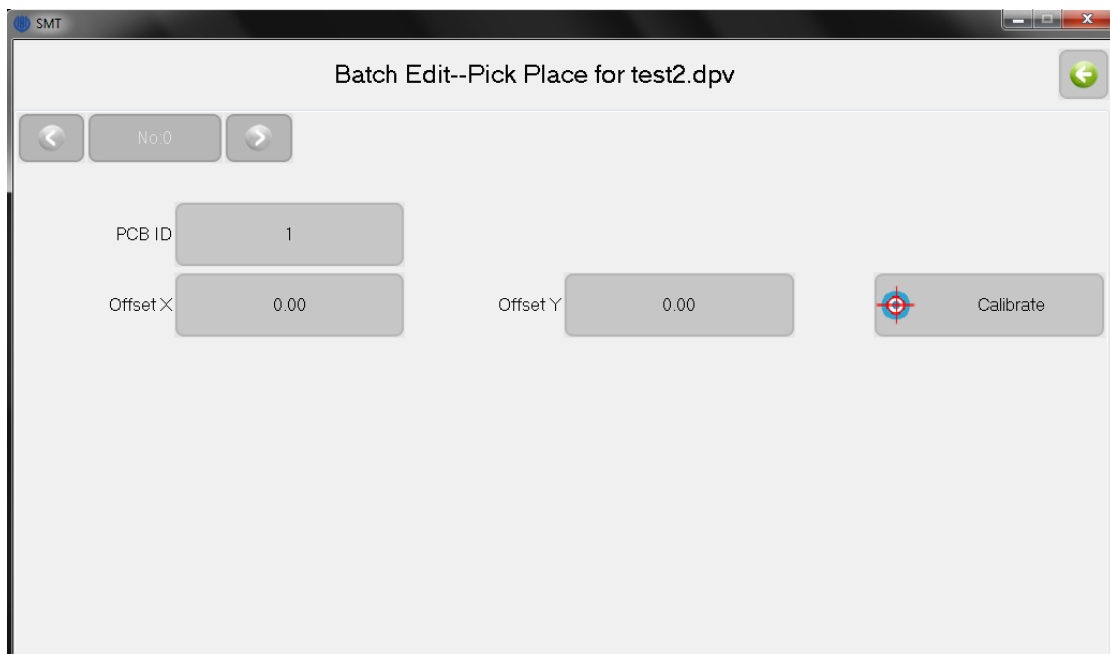 SMT
Batch Edit--Pick Place for test2.dpv
No:0
PCB ID 1
Offset X 0.00 Offset Y 0.00 Calibrate